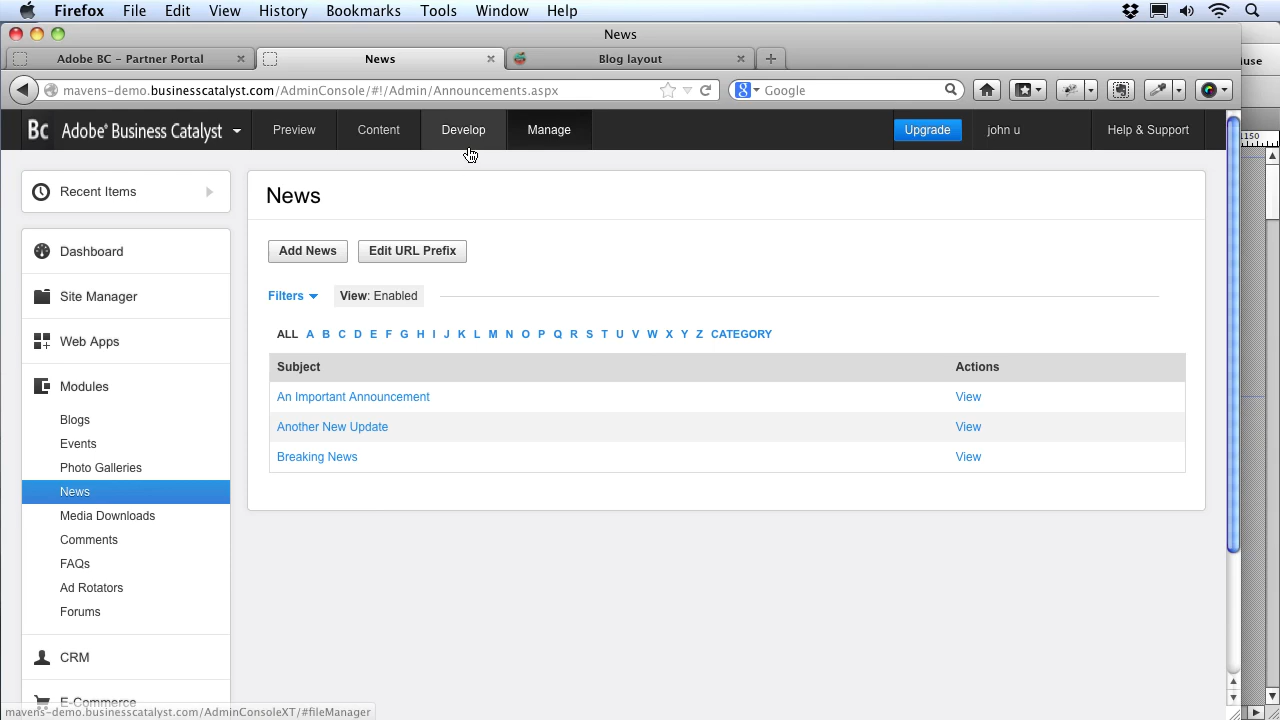 Firefox File Edit View History Bookmarks Tools Window Help
News
Adobe BC – Partner Portal
News
Blog layout
mavens-demo.businesscatalyst.com/AdminConsole/#!/Admin/Announcements.aspx
Google
Bc Adobe® Business Catalyst
Preview Content Develop Manage
Upgrade john u Help & Support
1150
Recent Items
Dashboard
Site Manager
Web Apps
Modules
Blogs
Events
Photo Galleries
News
Media Downloads
Comments
FAQs
Ad Rotators
Forums
CRM
E-Commerce
News
Add News Edit URL Prefix
Filters View: Enabled
ALL A B C D E F G H I J K L M N O P Q R S T U V W X Y Z CATEGORY
Subject Actions
An Important Announcement View
Another New Update View
Breaking News View
mavens-demo.businesscatalyst.com/AdminConsoleXT/#fileManager